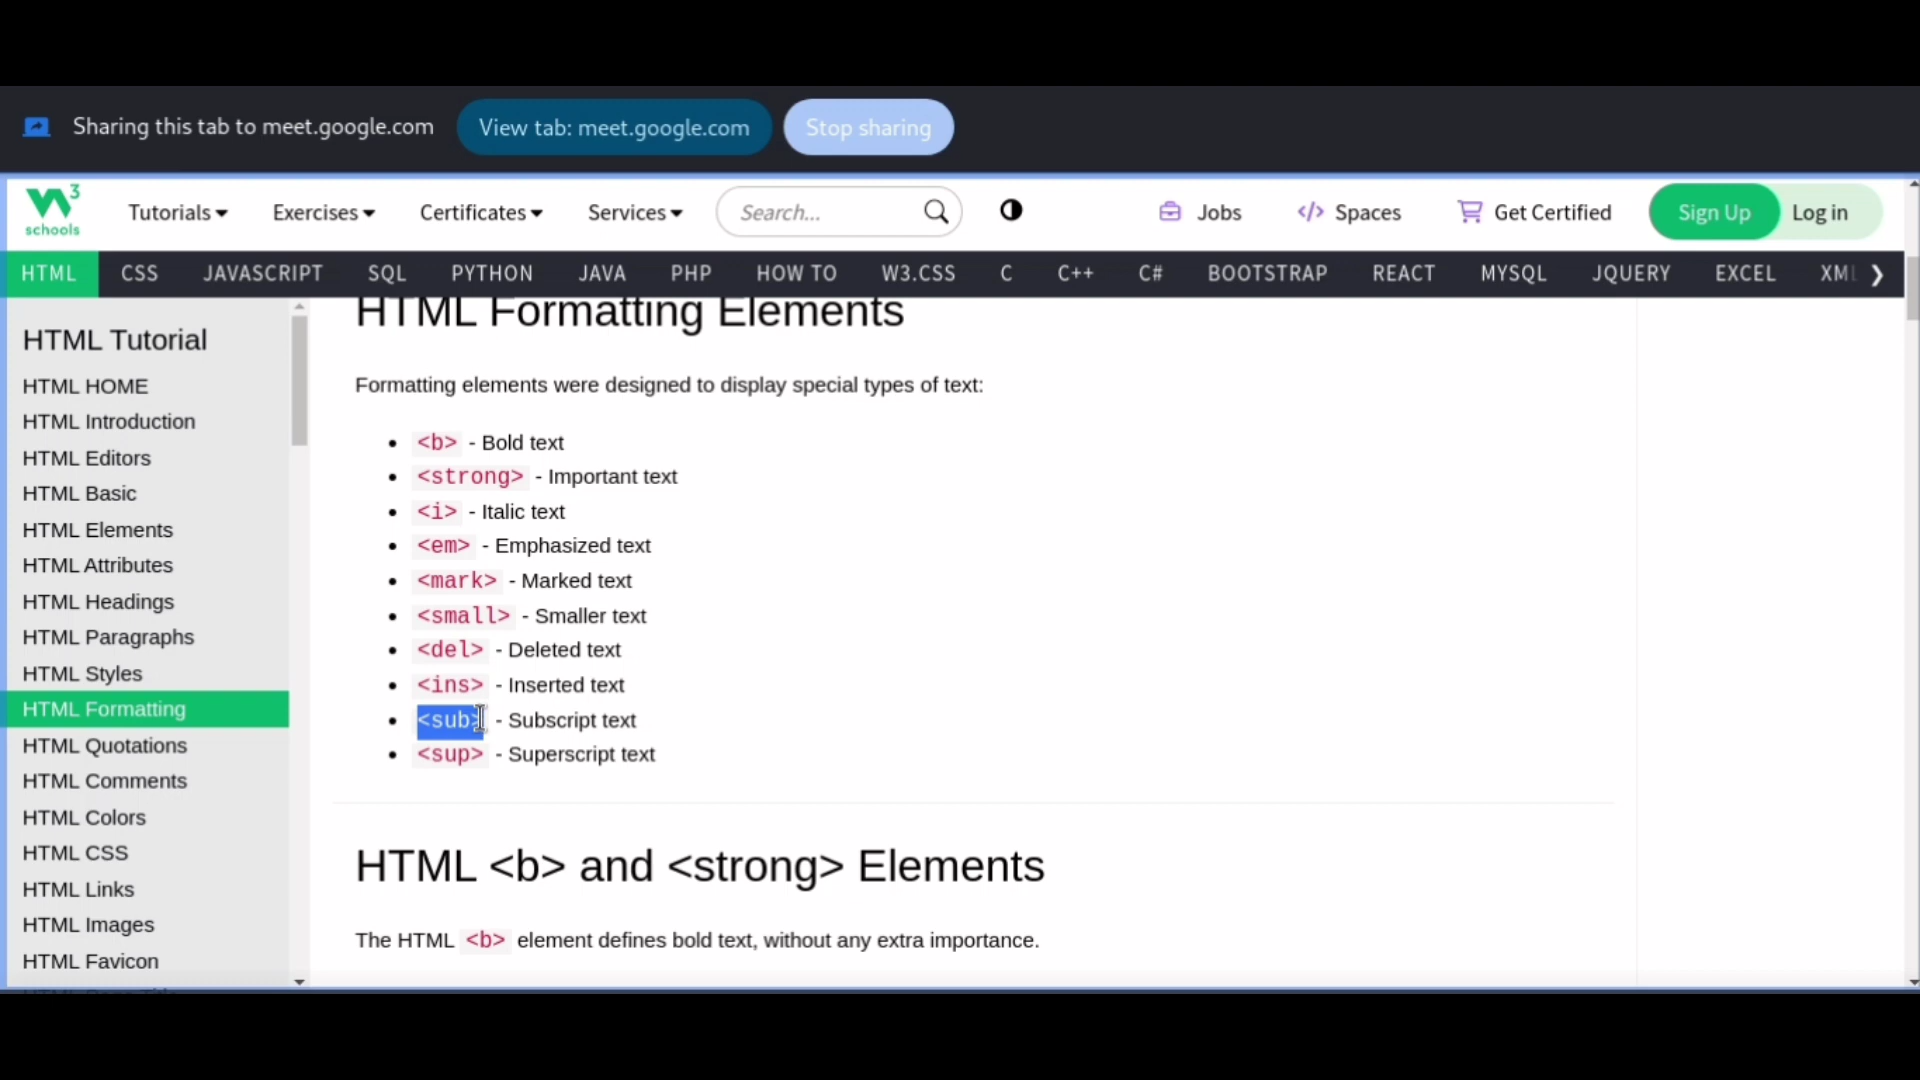 Sharing this tab to meet.google.com View tab: meet.google.com Stop sharing
W3 schools Tutorials Exercises Certificates Services Search... Jobs </> Spaces Get Certified Sign Up Log in
HTML CSS JAVASCRIPT SQL PYTHON JAVA PHP HOW TO W3.CSS C C++ C# BOOTSTRAP REACT MYSQL JQUERY EXCEL XML ❯
HTML Tutorial
HTML HOME
HTML Introduction
HTML Editors
HTML Basic
HTML Elements
HTML Attributes
HTML Headings
HTML Paragraphs
HTML Styles
HTML Formatting
HTML Quotations
HTML Comments
HTML Colors
HTML CSS
HTML Links
HTML Images
HTML Favicon
HTML Formatting Elements
Formatting elements were designed to display special types of text:
• <b> - Bold text
• <strong> - Important text
• <i> - Italic text
• <em> - Emphasized text
• <mark> - Marked text
• <small> - Smaller text
• <del> - Deleted text
• <ins> - Inserted text
• <sub> - Subscript text
• <sup> - Superscript text
HTML <b> and <strong> Elements
The HTML <b> element defines bold text, without any extra importance.